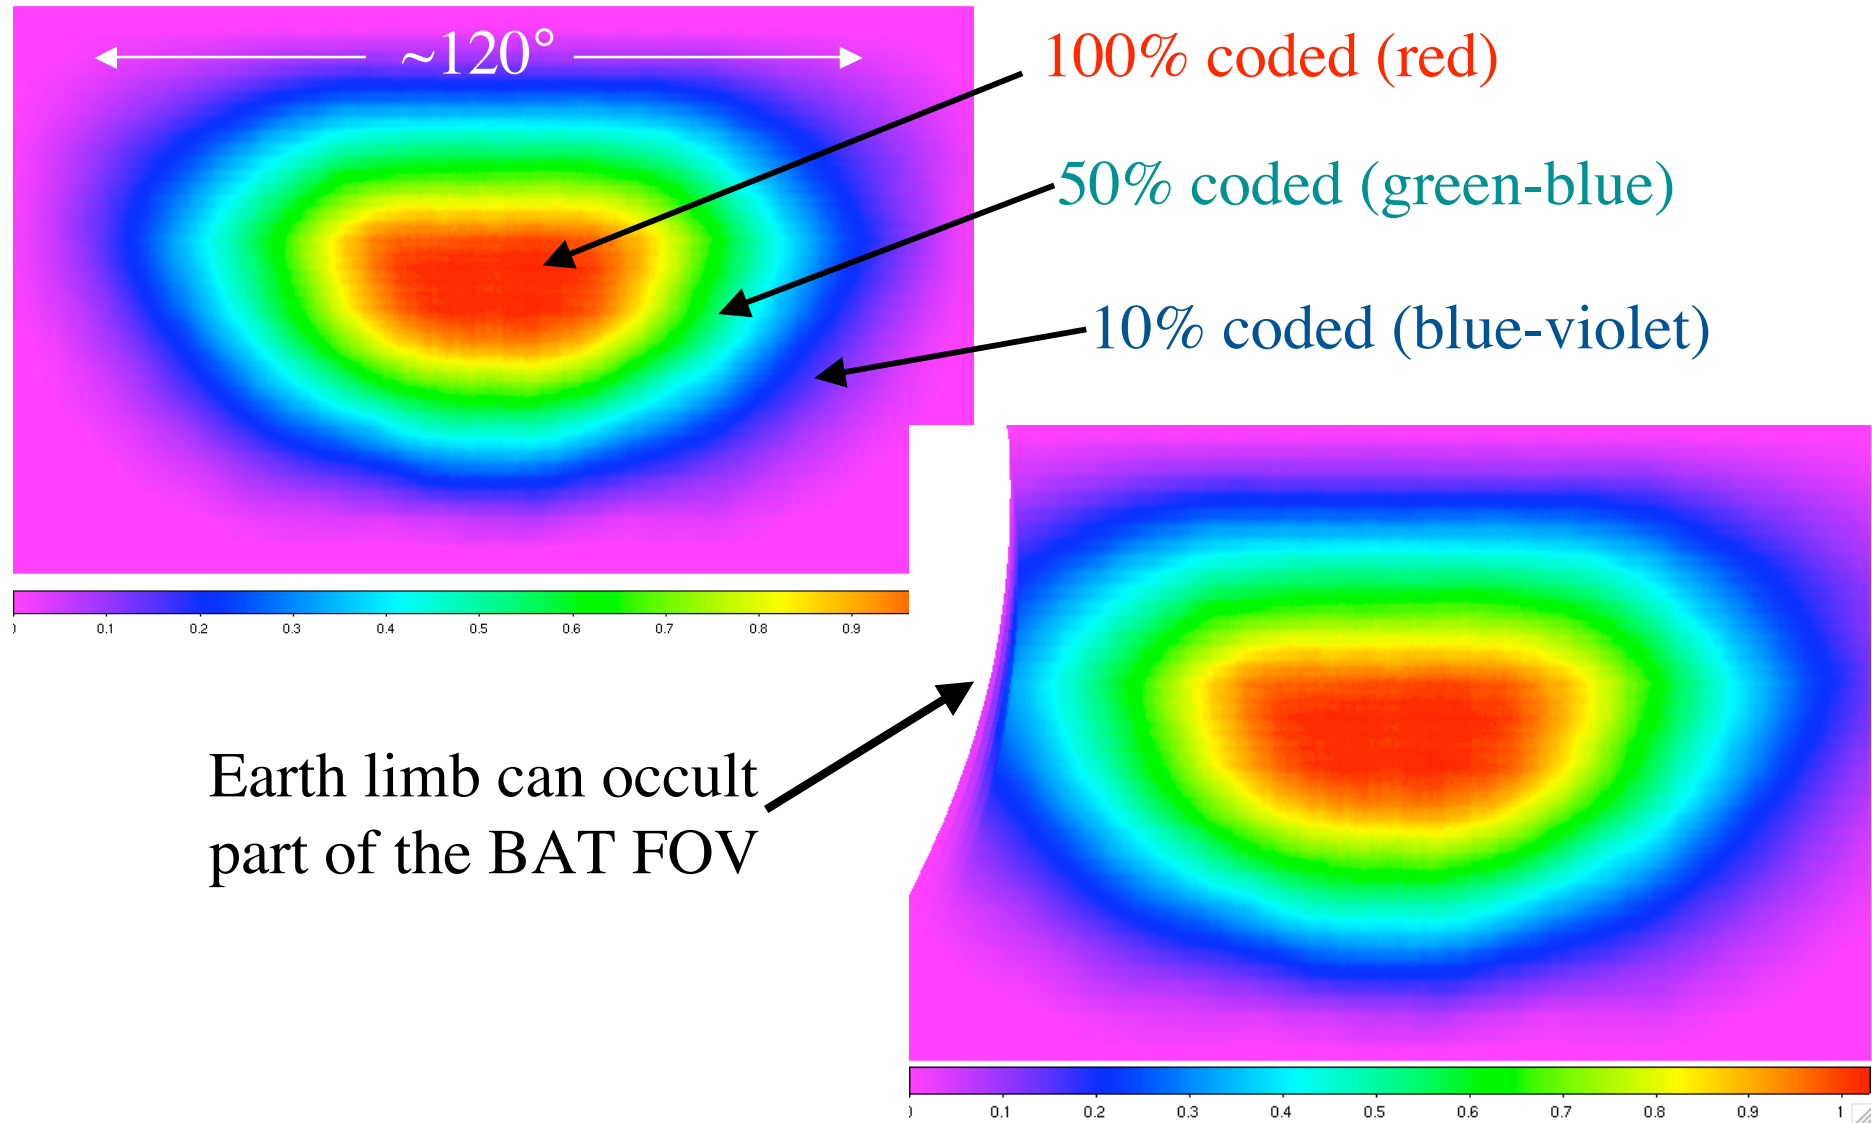 ~120°
100% coded (red)
50% coded (green-blue)
10% coded (blue-violet)
0.1 0.2 0.3 0.4 0.5 0.6 0.7 0.8 0.9
Earth limb can occult
part of the BAT FOV
0.1 0.2 0.3 0.4 0.5 0.6 0.7 0.8 0.9 1